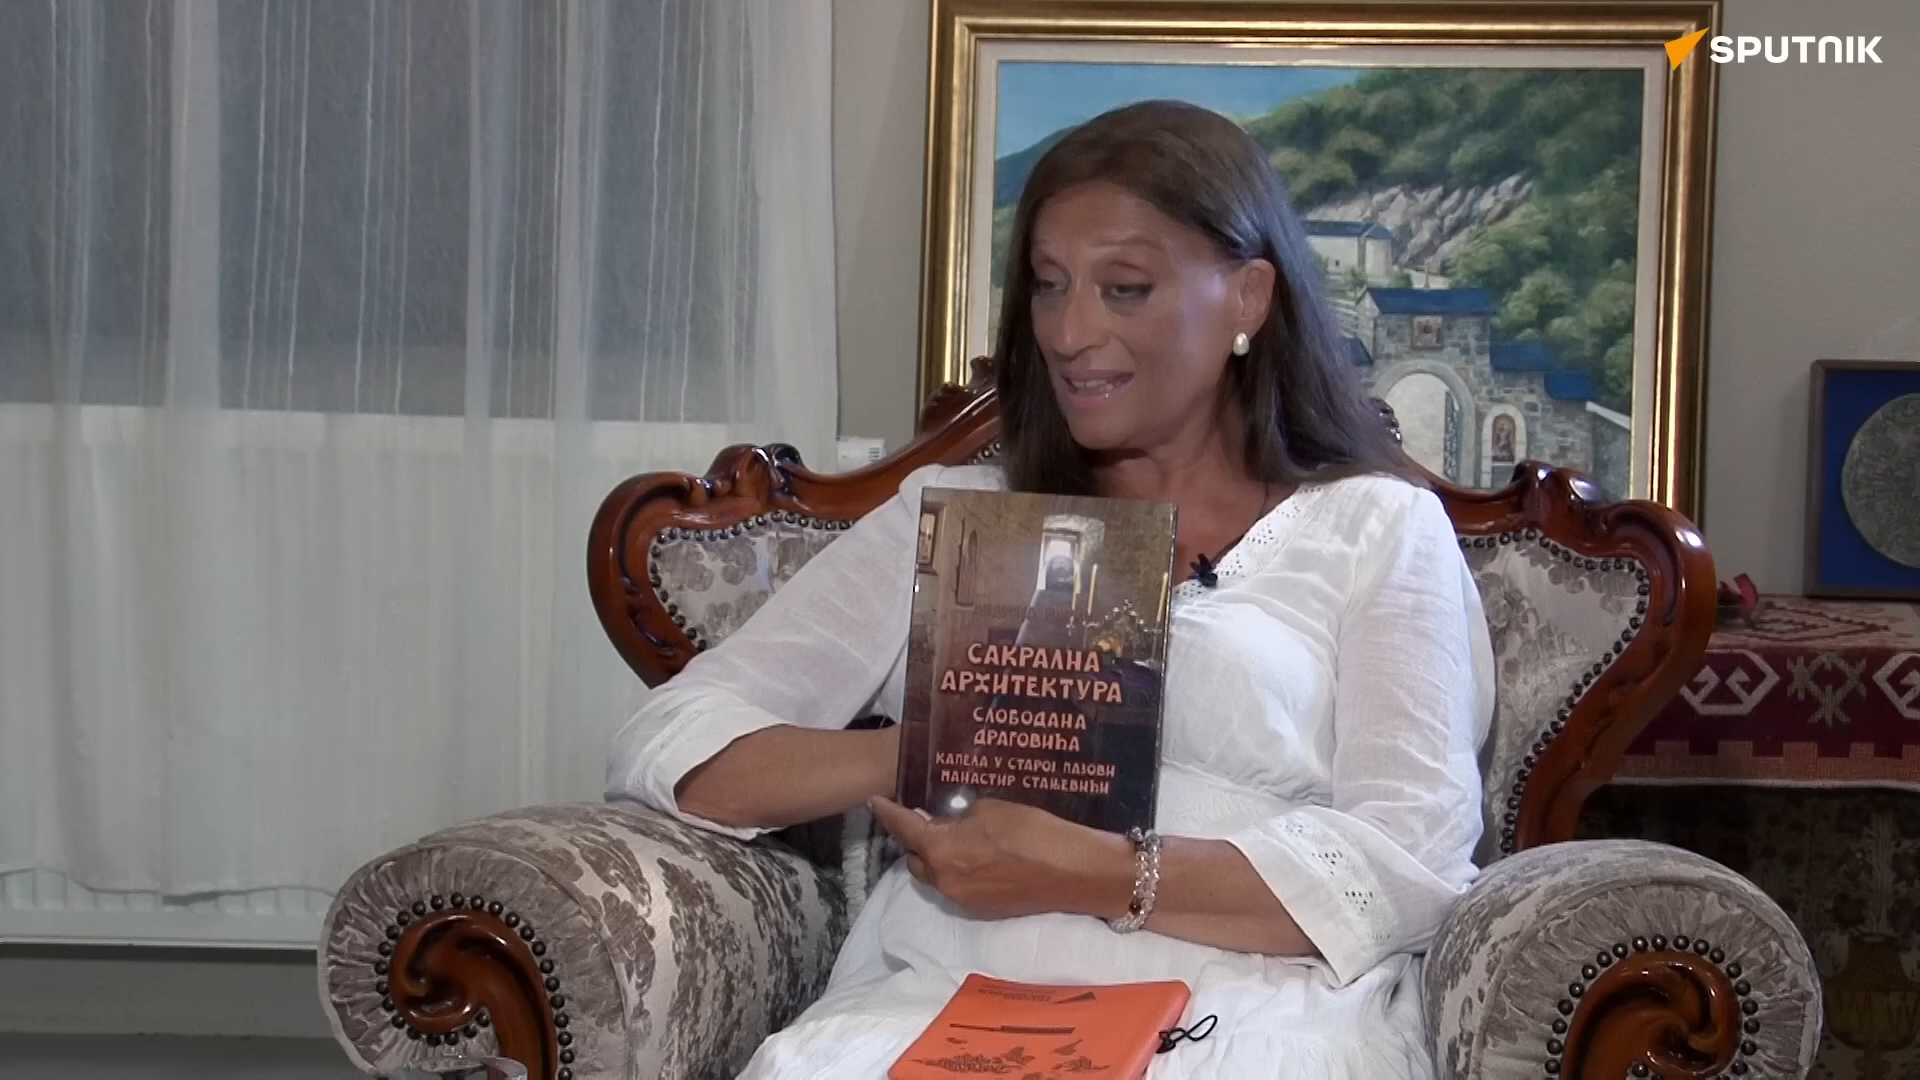 SPUTNIK
САКРАЛНА
АРХИТЕКТУРА
СЛОБОДАНА
ДРАГОВИЋА
КАПЕЛА У СТАРОЈ ПАЗОВИ
МАНАСТИР СТАЊЕВИЋИ